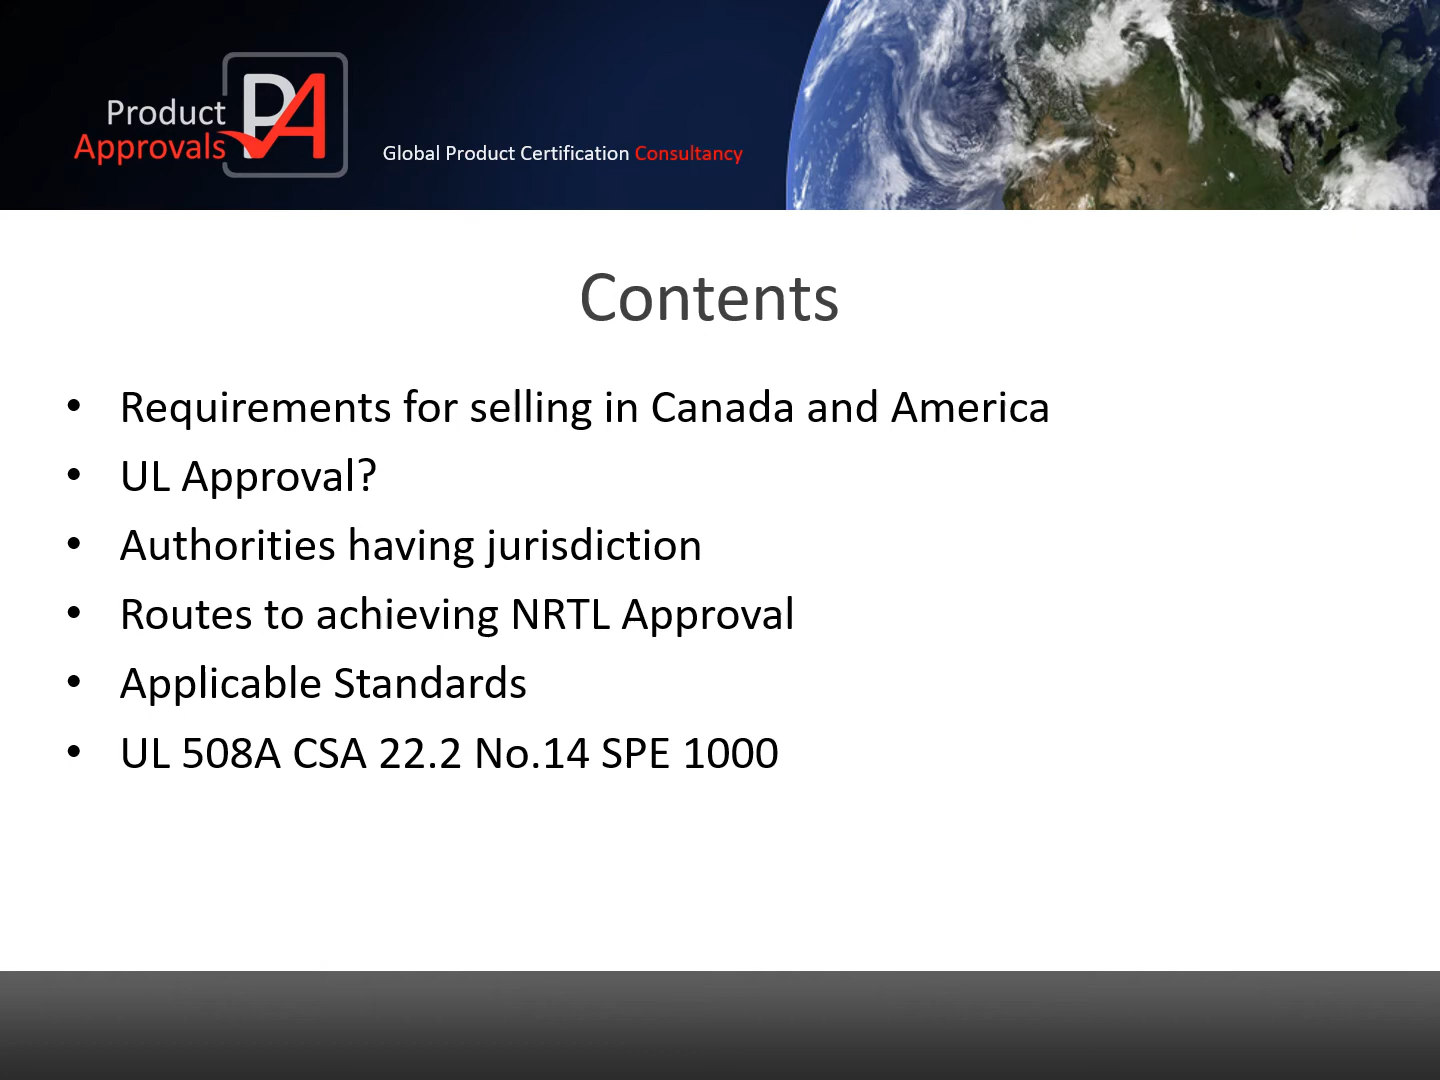 Product
Approvals
PA
Global Product Certification Consultancy
Contents
• Requirements for selling in Canada and America
• UL Approval?
• Authorities having jurisdiction
• Routes to achieving NRTL Approval
• Applicable Standards
• UL 508A CSA 22.2 No.14 SPE 1000